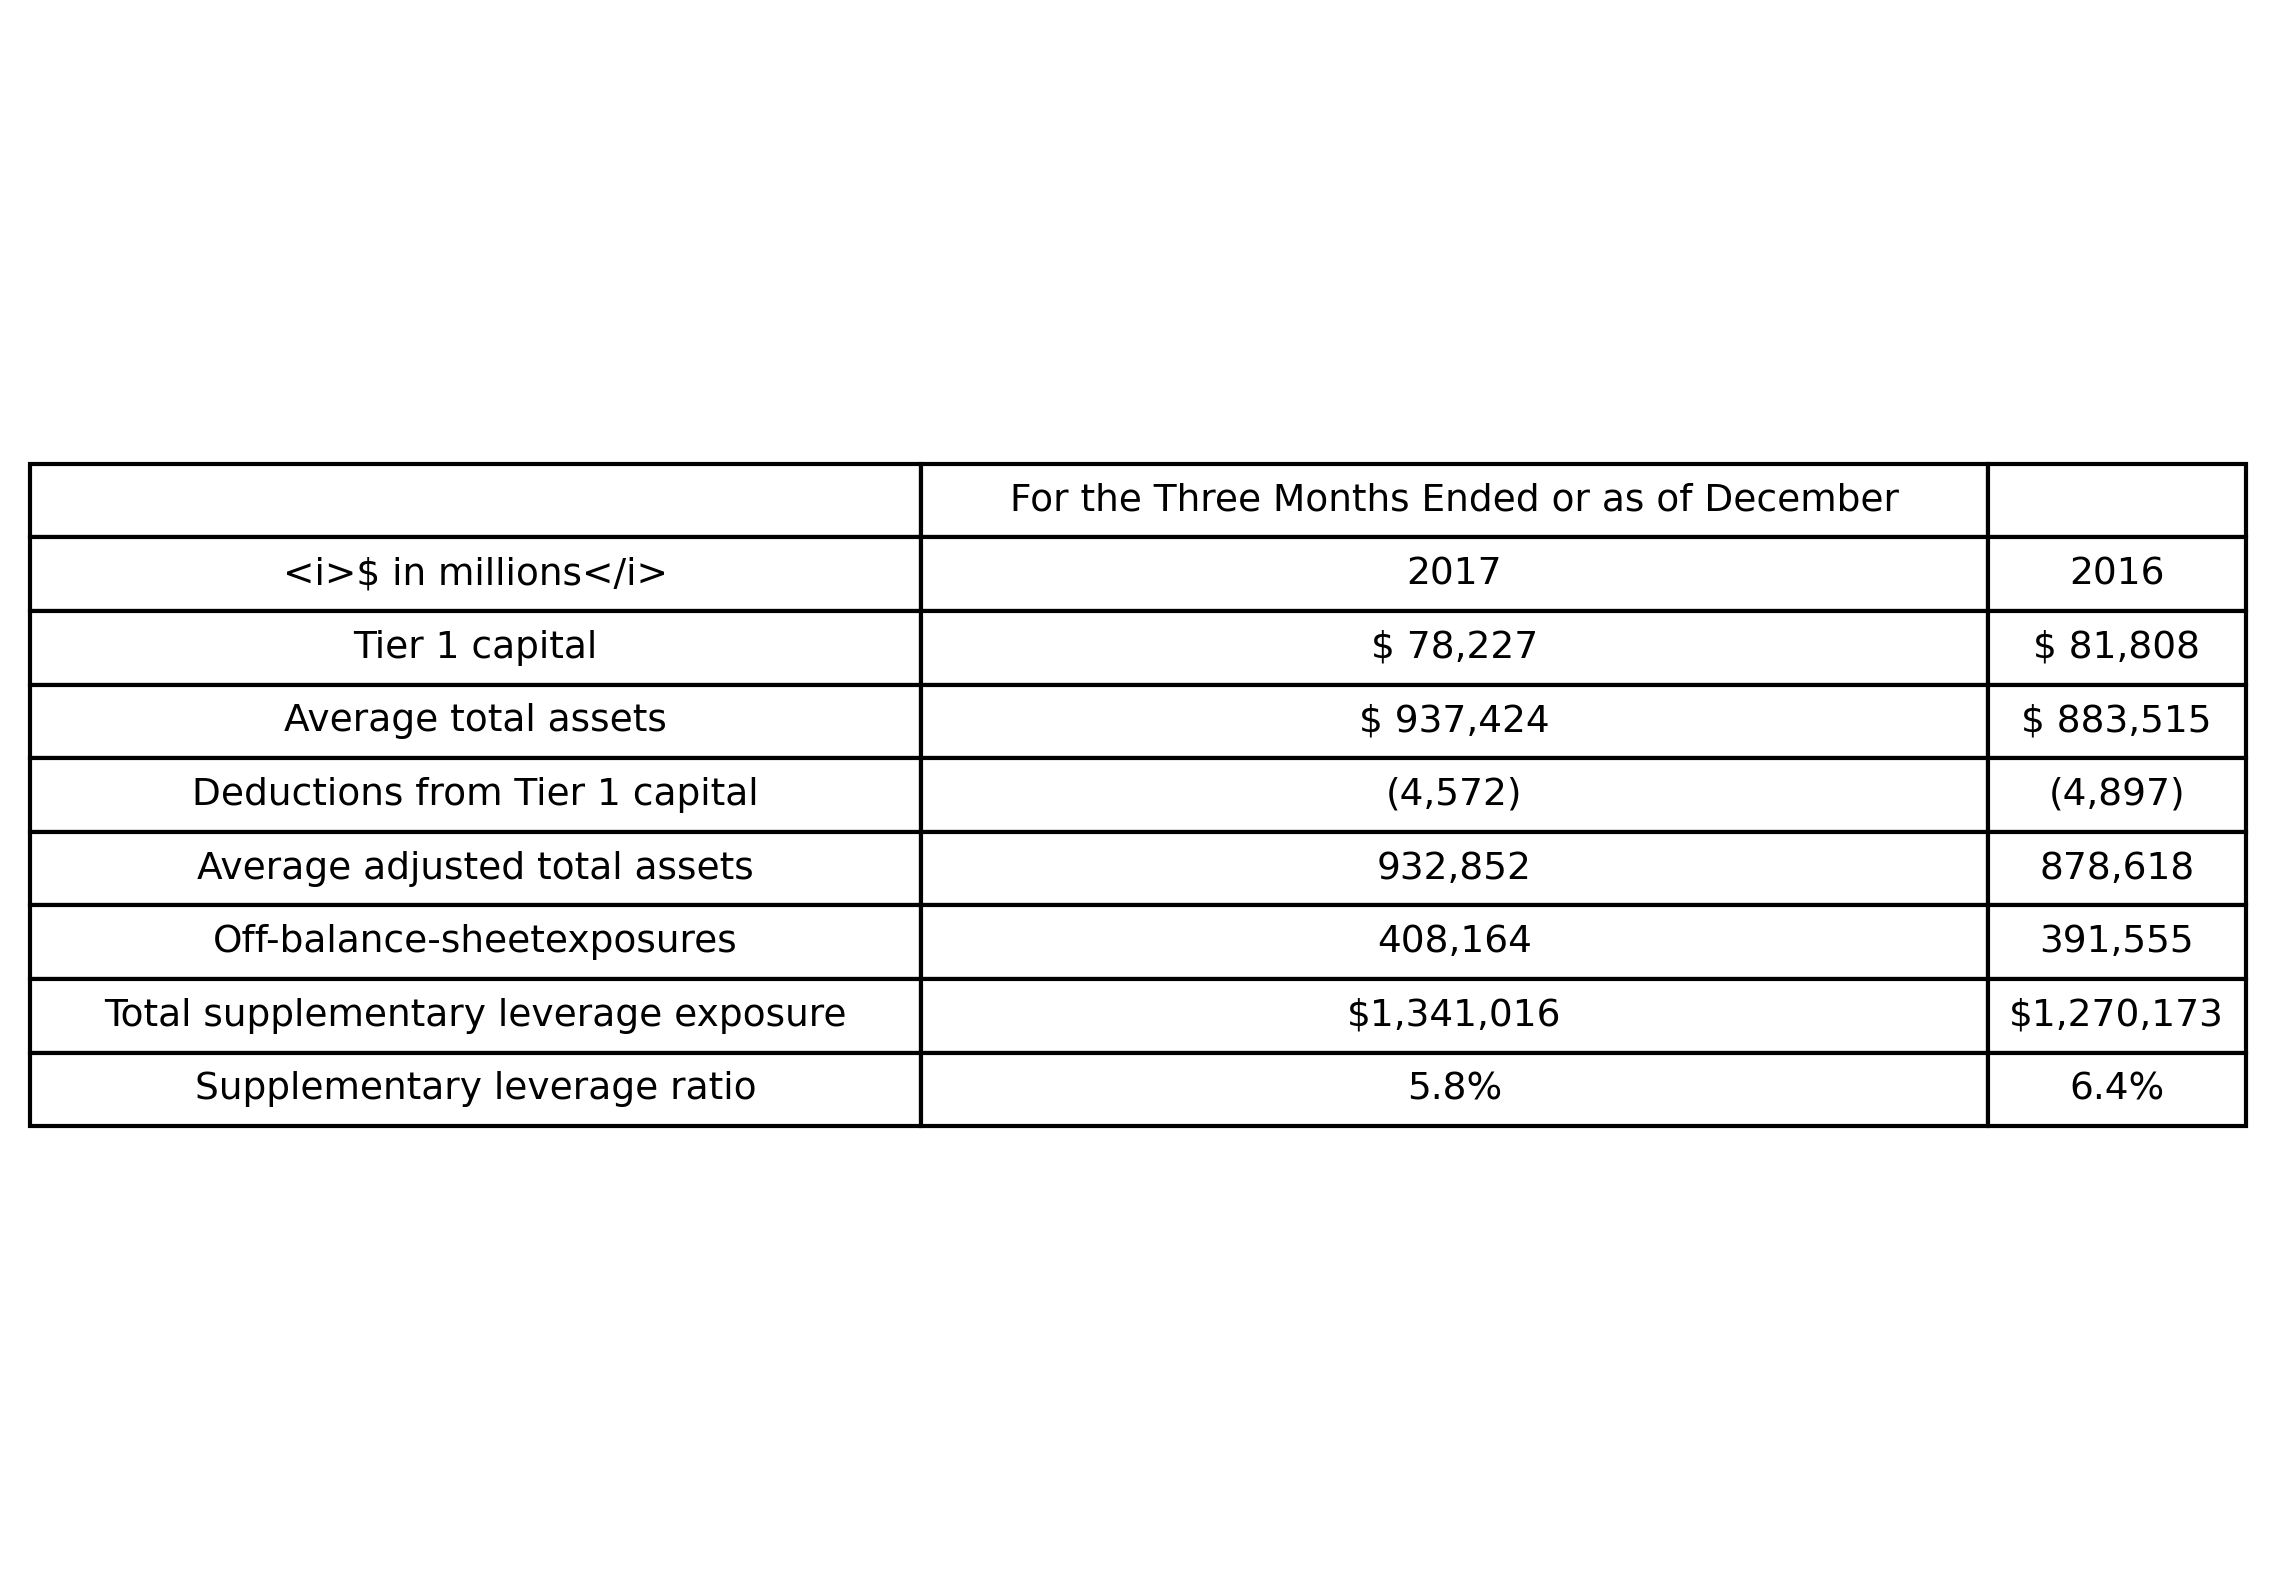 For the Three Months Ended or as of December
<i>$ in millions</i> 2017 2016
Tier 1 capital $ 78,227 $ 81,808
Average total assets $ 937,424 $ 883,515
Deductions from Tier 1 capital (4,572) (4,897)
Average adjusted total assets 932,852 878,618
Off-balance-sheetexposures 408,164 391,555
Total supplementary leverage exposure $1,341,016 $1,270,173
Supplementary leverage ratio 5.8% 6.4%